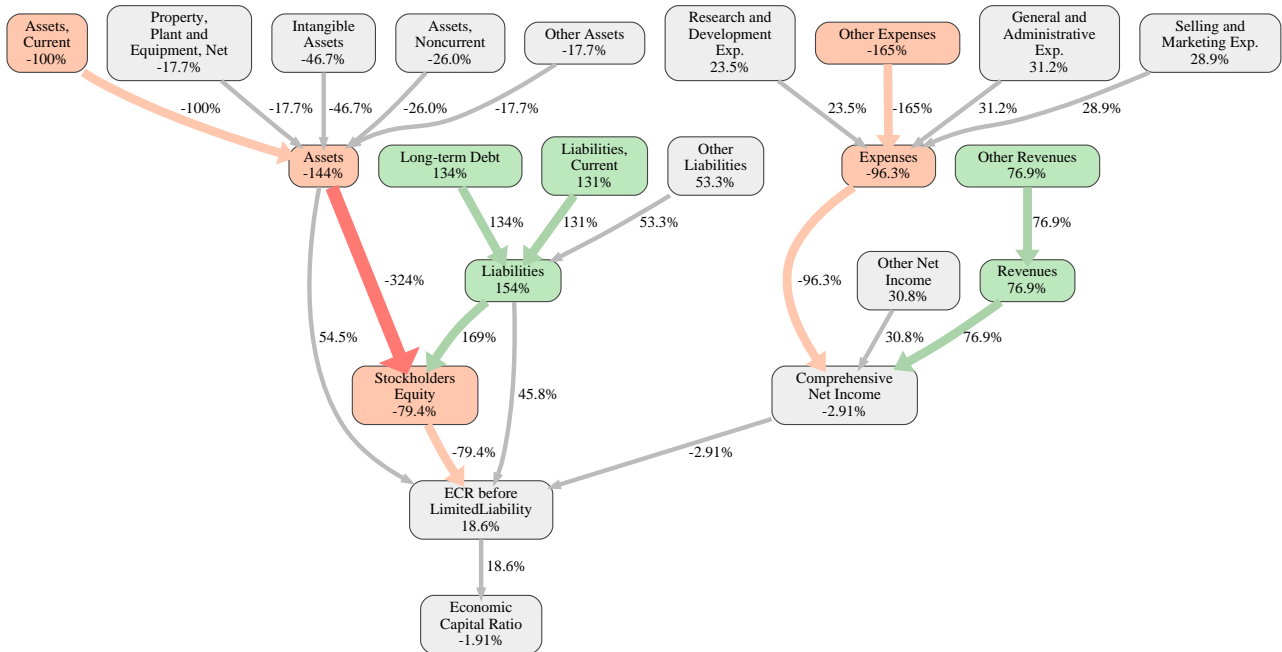 Assets,
Current
-100%
Property,
Plant and
Equipment, Net
-17.7%
Intangible
Assets
-46.7%
Assets,
Noncurrent
-26.0%
Other Assets
-17.7%
Research and
Development Exp.
23.5%
Other Expenses
-165%
General and
Administrative
Exp.
31.2%
Selling and
Marketing Exp.
28.9%
-100%
-17.7%
-46.7%
-26.0%
-17.7%
23.5%
-165%
31.2%
28.9%
Assets
-144%
Long-term Debt
134%
Liabilities,
Current
131%
Other
Liabilities
53.3%
Expenses
-96.3%
Other Revenues
76.9%
134%
131%
53.3%
76.9%
Liabilities
154%
Other Net
Income
30.8%
Revenues
76.9%
-324%
-96.3%
54.5%
169%
30.8%
76.9%
45.8%
Stockholders
Equity
-79.4%
Comprehensive
Net Income
-2.91%
-79.4%
-2.91%
ECR before
LimitedLiability
18.6%
18.6%
Economic
Capital Ratio
-1.91%